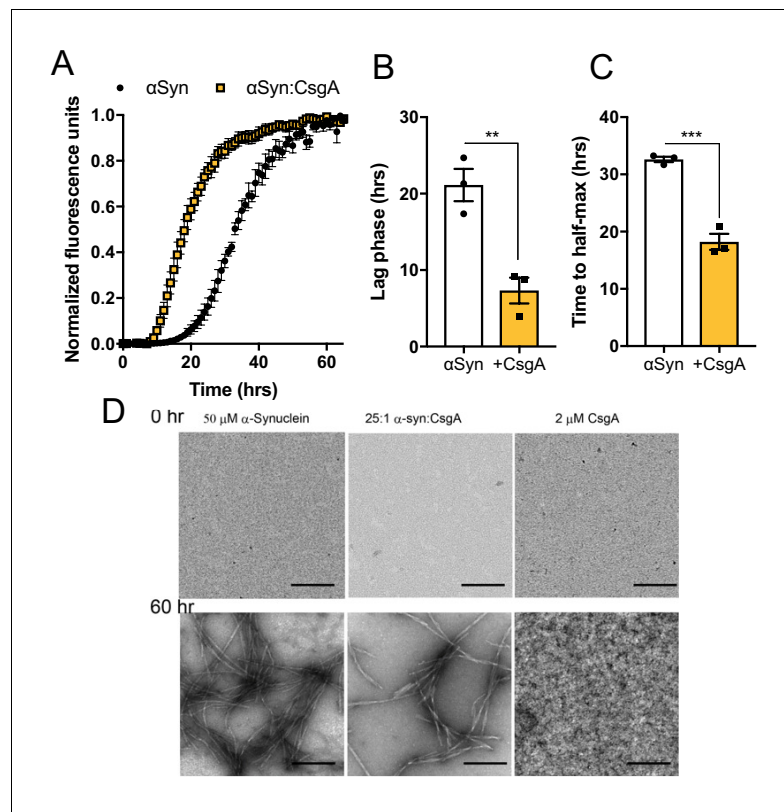 A
αSyn αSyn:CsgA
Normalized fluorescence units
1.0
0.8
0.6
0.4
0.2
0.0
0 20 40 60
Time (hrs)
B
**
Lag phase (hrs)
30
20
10
0
αSyn +CsgA
C
***
Time to half-max (hrs)
40
30
20
10
0
αSyn +CsgA
D
0 hr
50 μM α-Synuclein 25:1 α-syn:CsgA 2 μM CsgA
60 hr